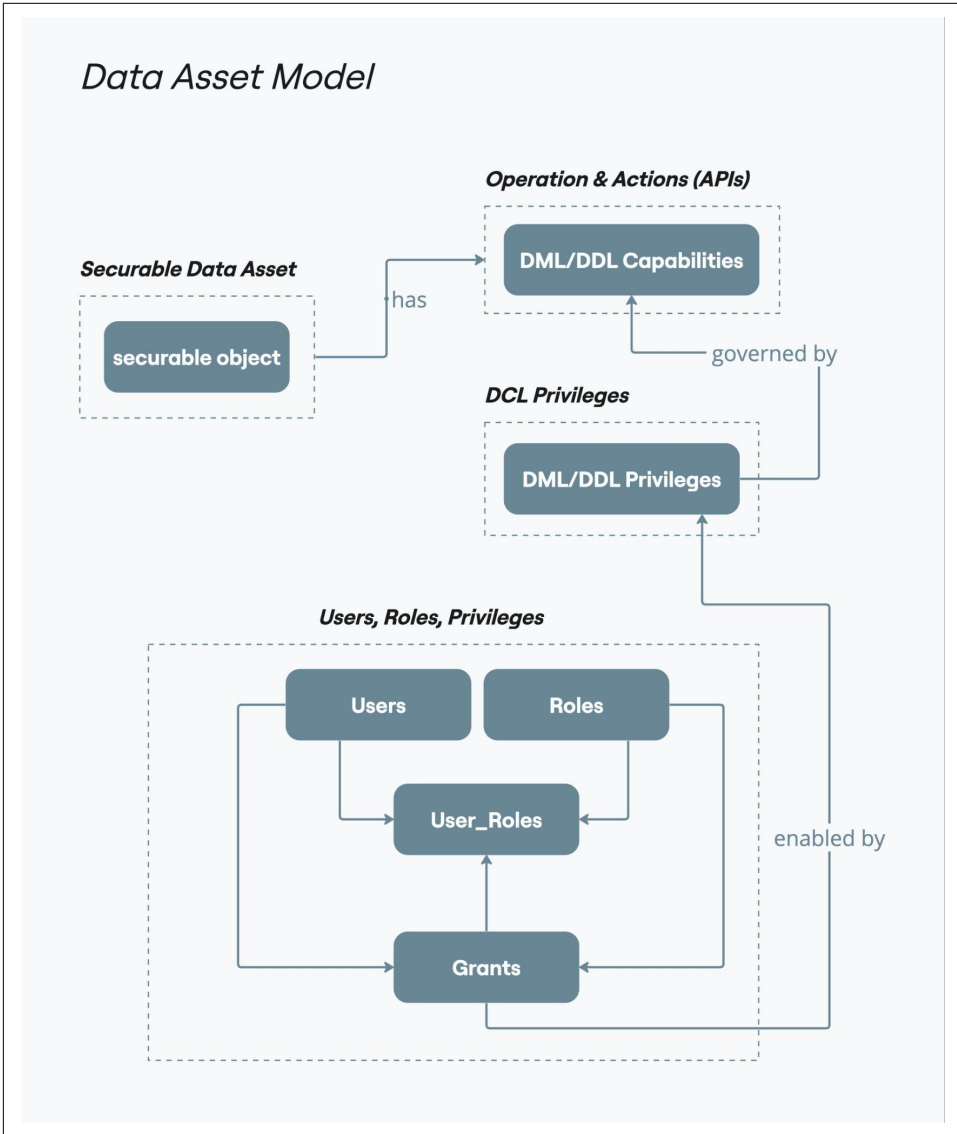 Data Asset Model
Operation & Actions (APIs)
DML/DDL Capabilities
Securable Data Asset
has
securable object
governed by
DCL Privileges
DML/DDL Privileges
Users, Roles, Privileges
Users
Roles
User_Roles
enabled by
Grants